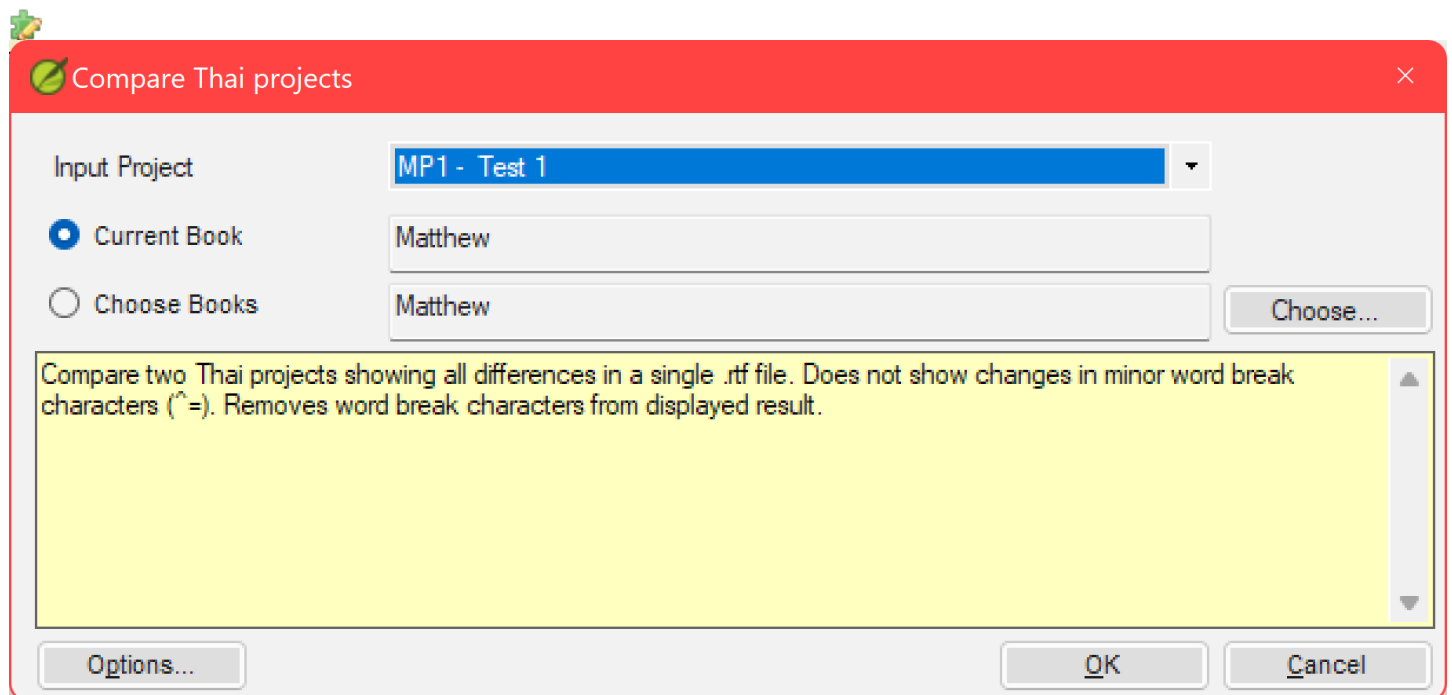 Compare Thai projects
Input Project MP1 - Test 1
Current Book Matthew
Choose Books Matthew Choose...
Compare two Thai projects showing all differences in a single .rtf file. Does not show changes in minor word break
characters (^=). Removes word break characters from displayed result.
Options... OK Cancel